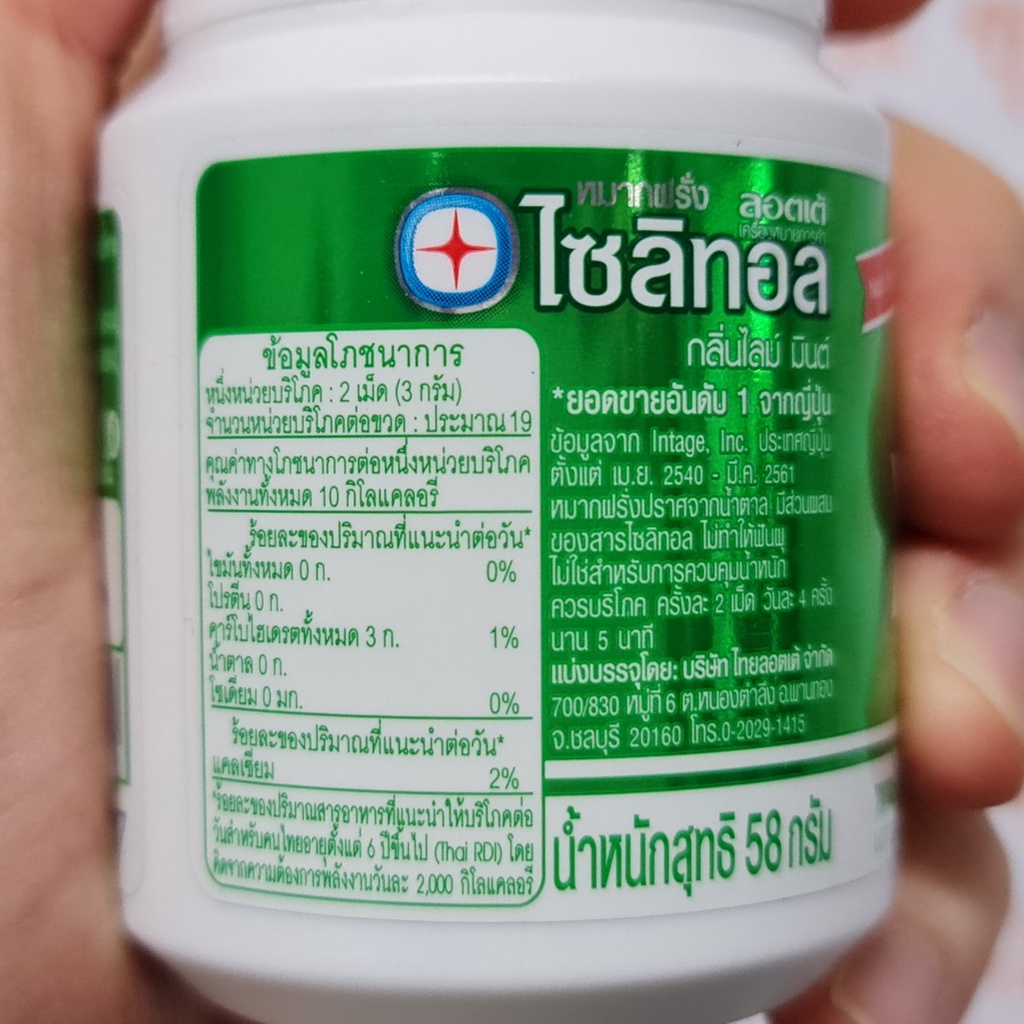 หมากฝรั่ง ลอตเต้
เครื่องหมายการค้า
ไซลิทอล
กลิ่นไลม์ มินต์
*ยอดขายอันดับ 1 จากญี่ปุ่น
ข้อมูลจาก Intage, Inc. ประเทศญี่ปุ่น
ตั้งแต่ เม.ย. 2540 - มี.ค. 2561
หมากฝรั่งปราศจากน้ำตาล มีส่วนผสม
ของสารไซลิทอล ไม่ทำให้ฟันผุ
ไม่ใช่สำหรับการควบคุมน้ำหนัก
ควรบริโภค ครั้งละ 2 เม็ด วันละ 4 ครั้ง
นาน 5 นาที
แบ่งบรรจุโดย: บริษัท ไทยลอตเต้ จำกัด
700/830 หมู่ที่ 6 ต.หนองตำลึง อ.พานทอง
จ.ชลบุรี 20160 โทร.0-2029-1415
น้ำหนักสุทธิ 58 กรัม
ข้อมูลโภชนาการ
หนึ่งหน่วยบริโภค : 2 เม็ด (3 กรัม)
จำนวนหน่วยบริโภคต่อขวด : ประมาณ 19
คุณค่าทางโภชนาการต่อหนึ่งหน่วยบริโภค
พลังงานทั้งหมด 10 กิโลแคลอรี
ร้อยละของปริมาณที่แนะนำต่อวัน*
ไขมันทั้งหมด 0 ก. 0%
โปรตีน 0 ก.
คาร์โบไฮเดรตทั้งหมด 3 ก. 1%
น้ำตาล 0 ก.
โซเดียม 0 มก. 0%
ร้อยละของปริมาณที่แนะนำต่อวัน*
แคลเซียม 2%
*ร้อยละของปริมาณสารอาหารที่แนะนำให้บริโภคต่อ
วันสำหรับคนไทยอายุตั้งแต่ 6 ปีขึ้นไป (Thai RDI) โดย
คิดจากความต้องการพลังงานวันละ 2,000 กิโลแคลอรี